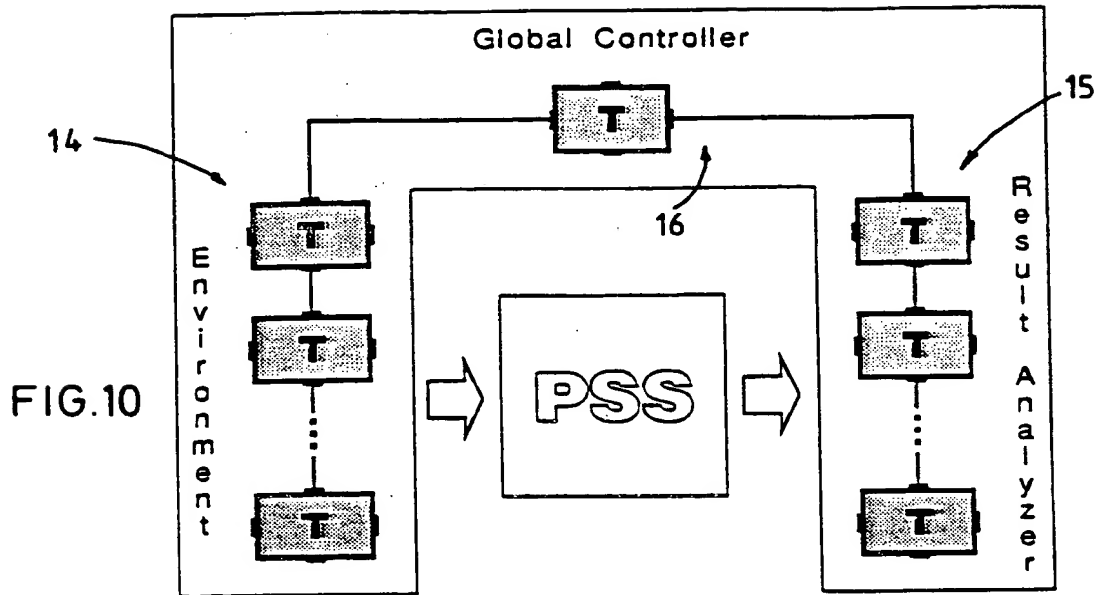 Global Controller
T
15
14
16
T
T
Environment
Result Analyzer
T
T
PSS
FIG.10
T
T